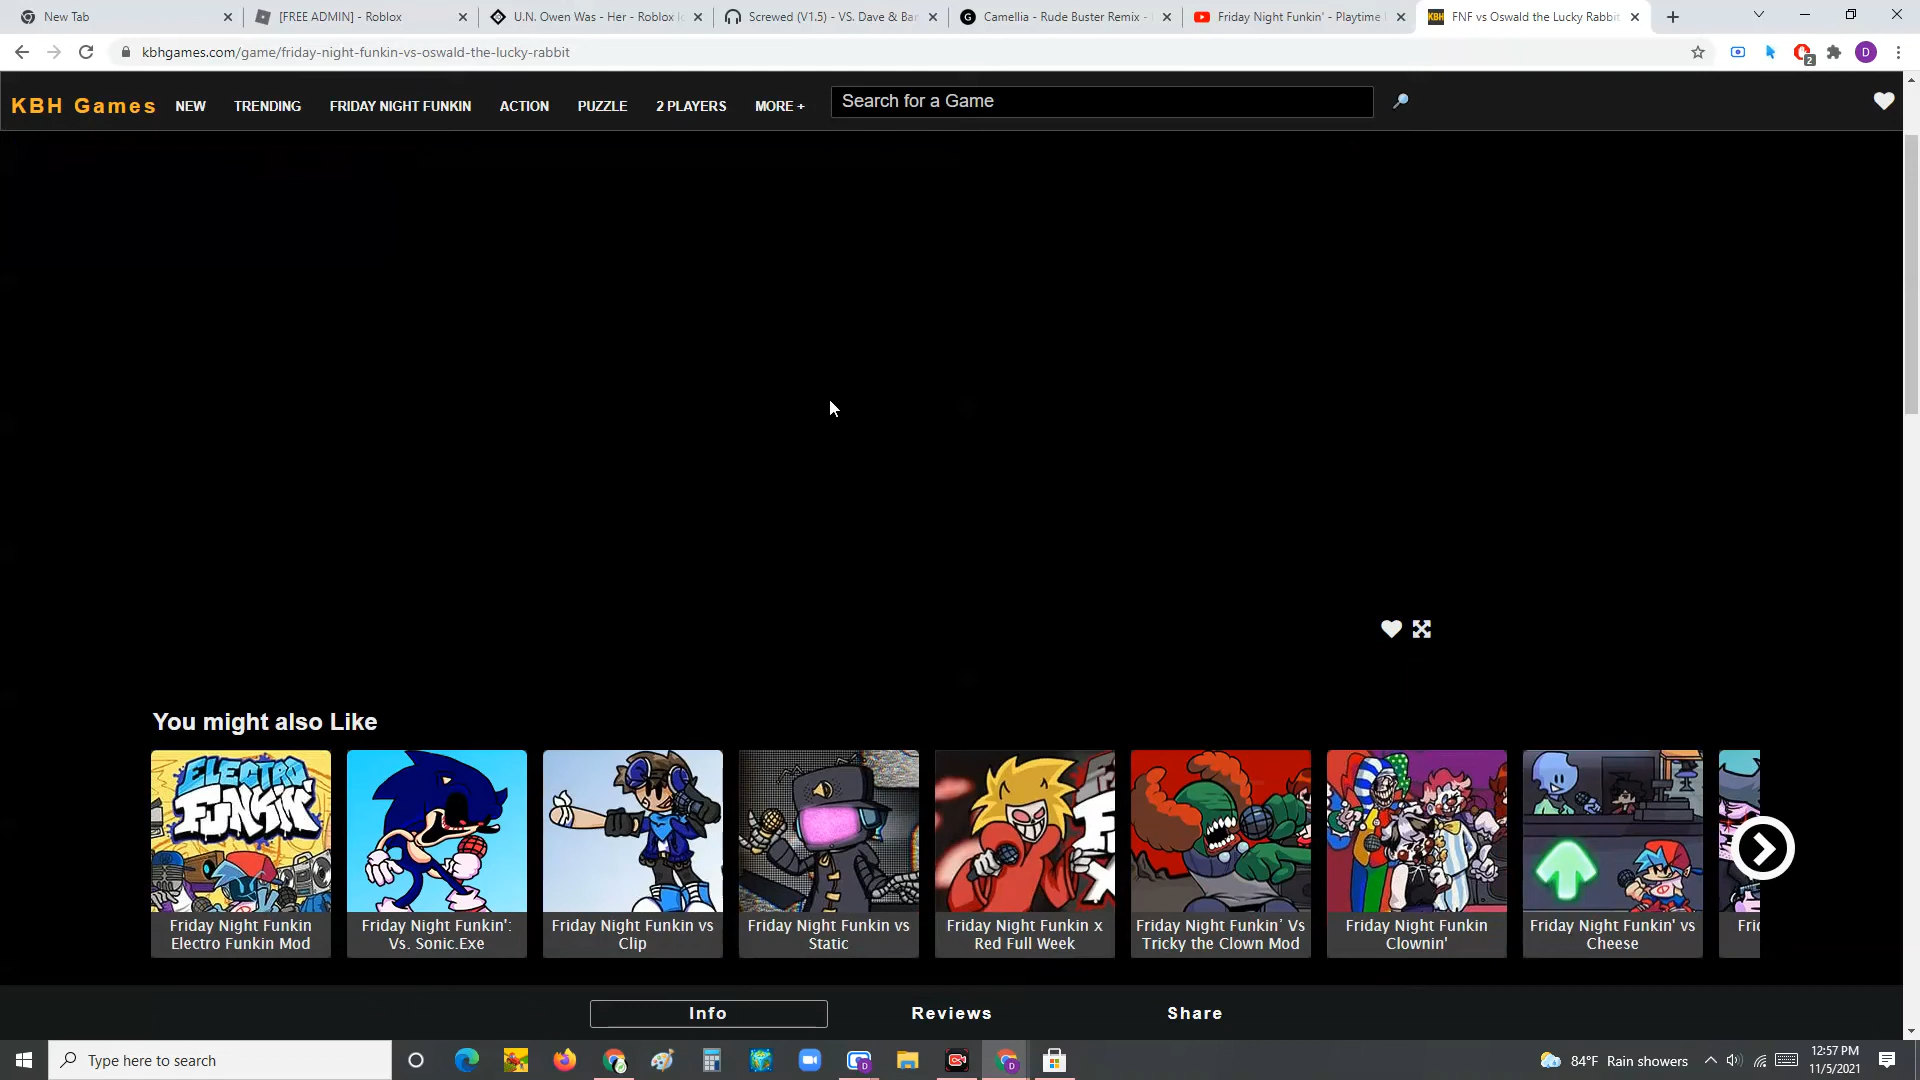 New Tab
[FREE ADMIN] - Roblox
U.N. Owen Was - Her - Roblox
Screwed (V1.5) - VS. Dave & Ba
Camellia - Rude Buster Remix -
Friday Night Funkin' - Playtime
KBH
FNF vs Oswald the Lucky Rabbit
kbhgames.com/game/friday-night-funkin-vs-oswald-the-lucky-rabbit
2
D
KBH Games
NEW
TRENDING
FRIDAY NIGHT FUNKIN
ACTION
PUZZLE
2 PLAYERS
MORE +
Search for a Game
You might also Like
ELECTRO
FUNKIN'
Friday Night Funkin
Electro Funkin Mod
Friday Night Funkin':
Vs. Sonic.Exe
Friday Night Funkin vs
Clip
Friday Night Funkin vs
Static
Friday Night Funkin x
Red Full Week
Friday Night Funkin’ Vs
Tricky the Clown Mod
Friday Night Funkin
Clownin'
Friday Night Funkin' vs
Cheese
Info
Reviews
Share
Type here to search
84°F Rain showers
12:57 PM
11/5/2021